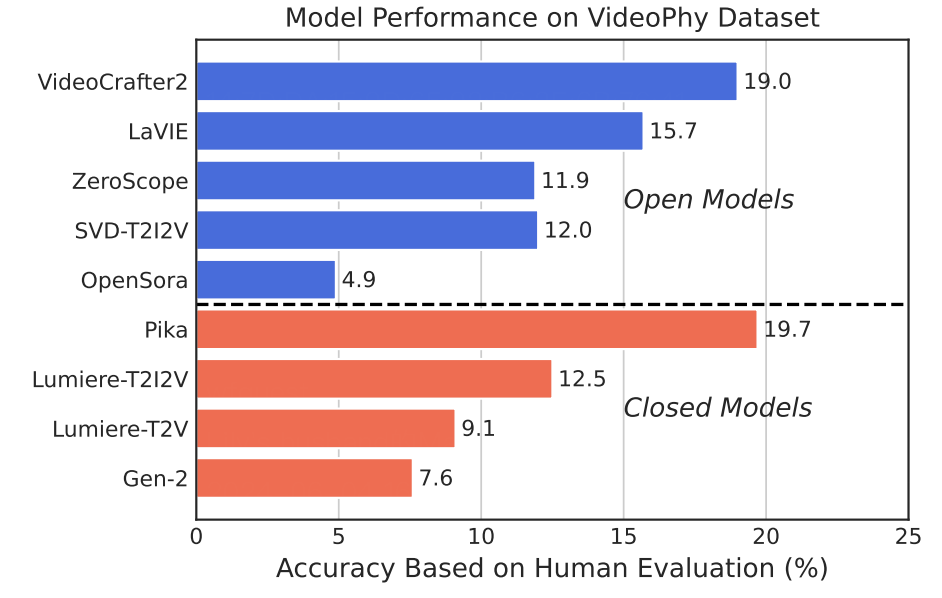 Model Performance on VideoPhy Dataset
VideoCrafter2 19.0
LaVIE 15.7
ZeroScope 11.9
Open Models
SVD-T2I2V 12.0
OpenSora 4.9
Pika 19.7
Lumiere-T2I2V 12.5
Closed Models
Lumiere-T2V 9.1
Gen-2 7.6
0 5 10 15 20 25
Accuracy Based on Human Evaluation (%)